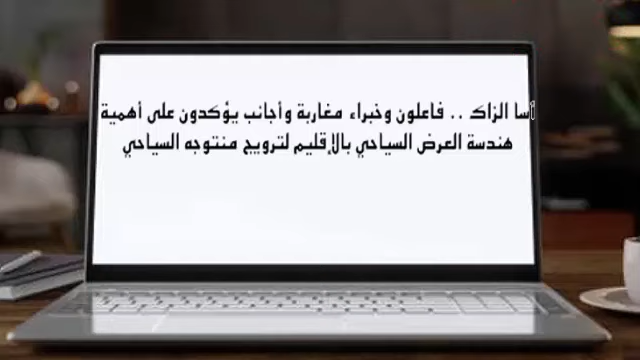 أسا الزاك .. فاعلون وخبراء مغاربة وأجانب يؤكدون على أهمية
هندسة العرض السياحي بالإقليم لترويج منتوجه السياحي